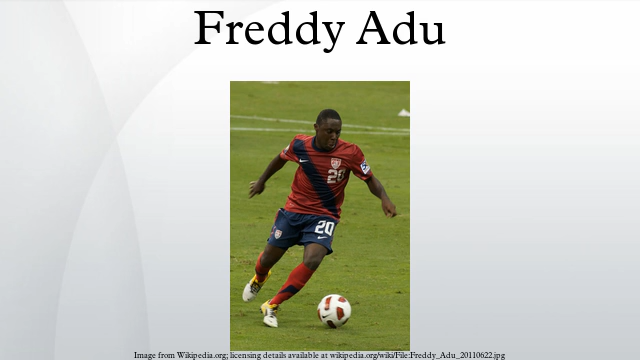 Freddy Adu
20
20
Image from Wikipedia.org; licensing details available at wikipedia.org/wiki/File:Freddy_Adu_20110622.jpg